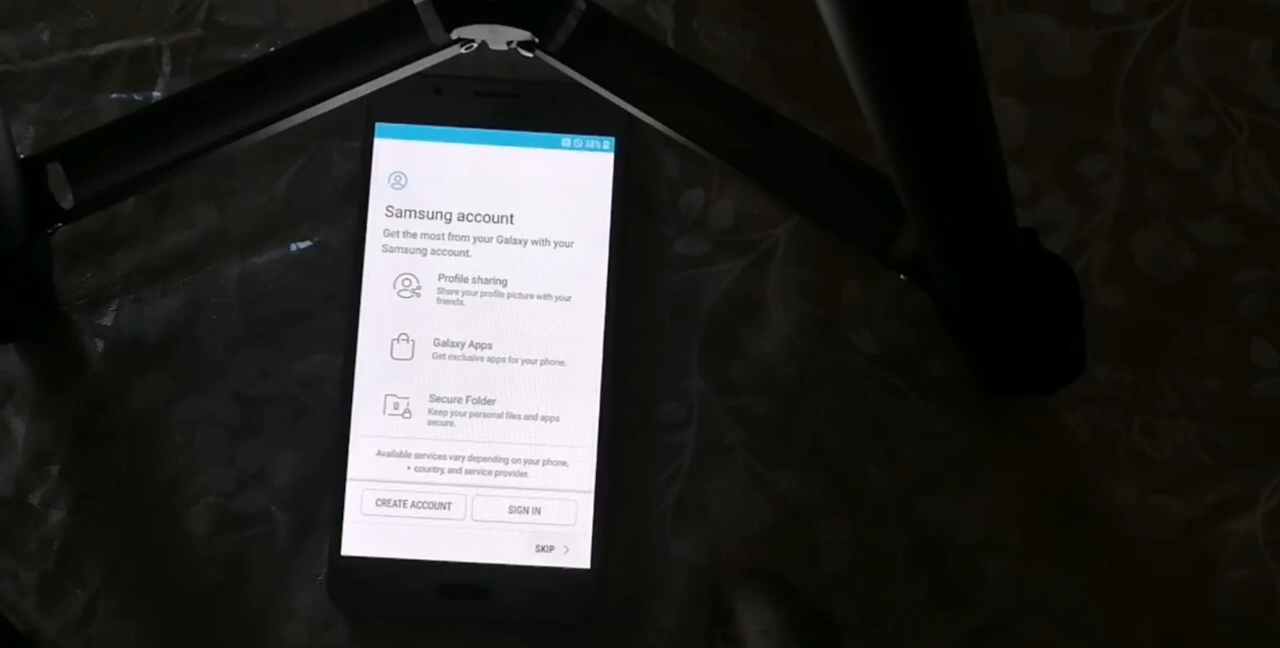 38%
Samsung account
Get the most from your Galaxy with your
Samsung account.
Profile sharing
Share your profile picture with your
friends.
Galaxy Apps
Get exclusive apps for your phone.
Secure Folder
Keep your personal files and apps
secure.
Available services vary depending on your phone,
country, and service provider.
CREATE ACCOUNT
SIGN IN
SKIP